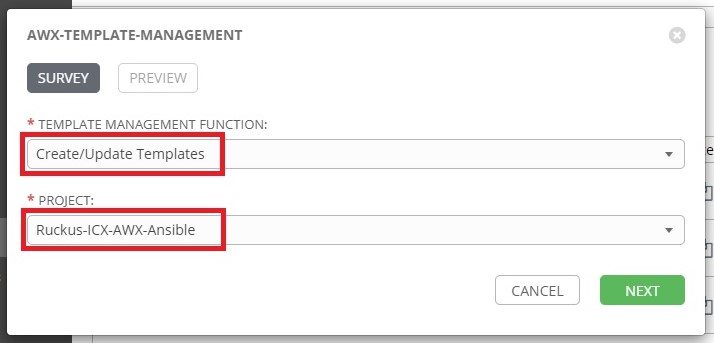 AWX-TEMPLATE-MANAGEMENT
SURVEY PREVIEW
* TEMPLATE MANAGEMENT FUNCTION:
Create/Update Templates
* PROJECT:
Ruckus-ICX-AWX-Ansible
CANCEL NEXT